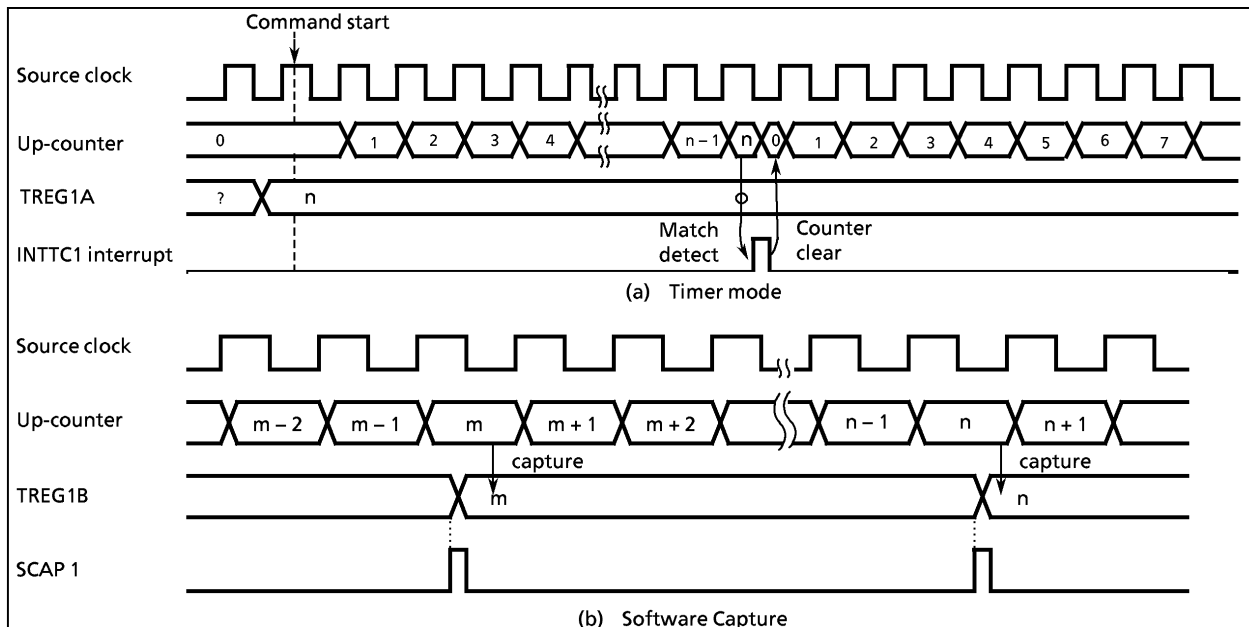 Command start
Source clock
Up-counter 0 1 2 3 4 n – 1 n 0 1 2 3 4 5 6 7
TREG1A ? n
INTTC1 interrupt Match detect Counter clear
(a) Timer mode
Source clock
Up-counter m – 2 m – 1 m m + 1 m + 2 n – 1 n n + 1
capture capture
TREG1B m n
SCAP 1
(b) Software Capture